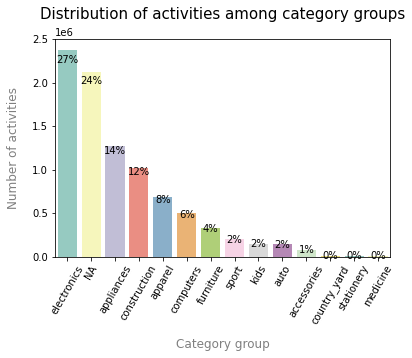 Distribution of activities among category groups
1e6
2.5
2.0
1.5
1.0
0.5
0.0
Number of activities
27%
24%
14%
12%
8%
6%
4%
2%
2%
2%
1%
0%
0%
0%
electronics
NA
appliances
construction
apparel
computers
furniture
sport
kids
auto
accessories
country_yard
stationery
medicine
Category group